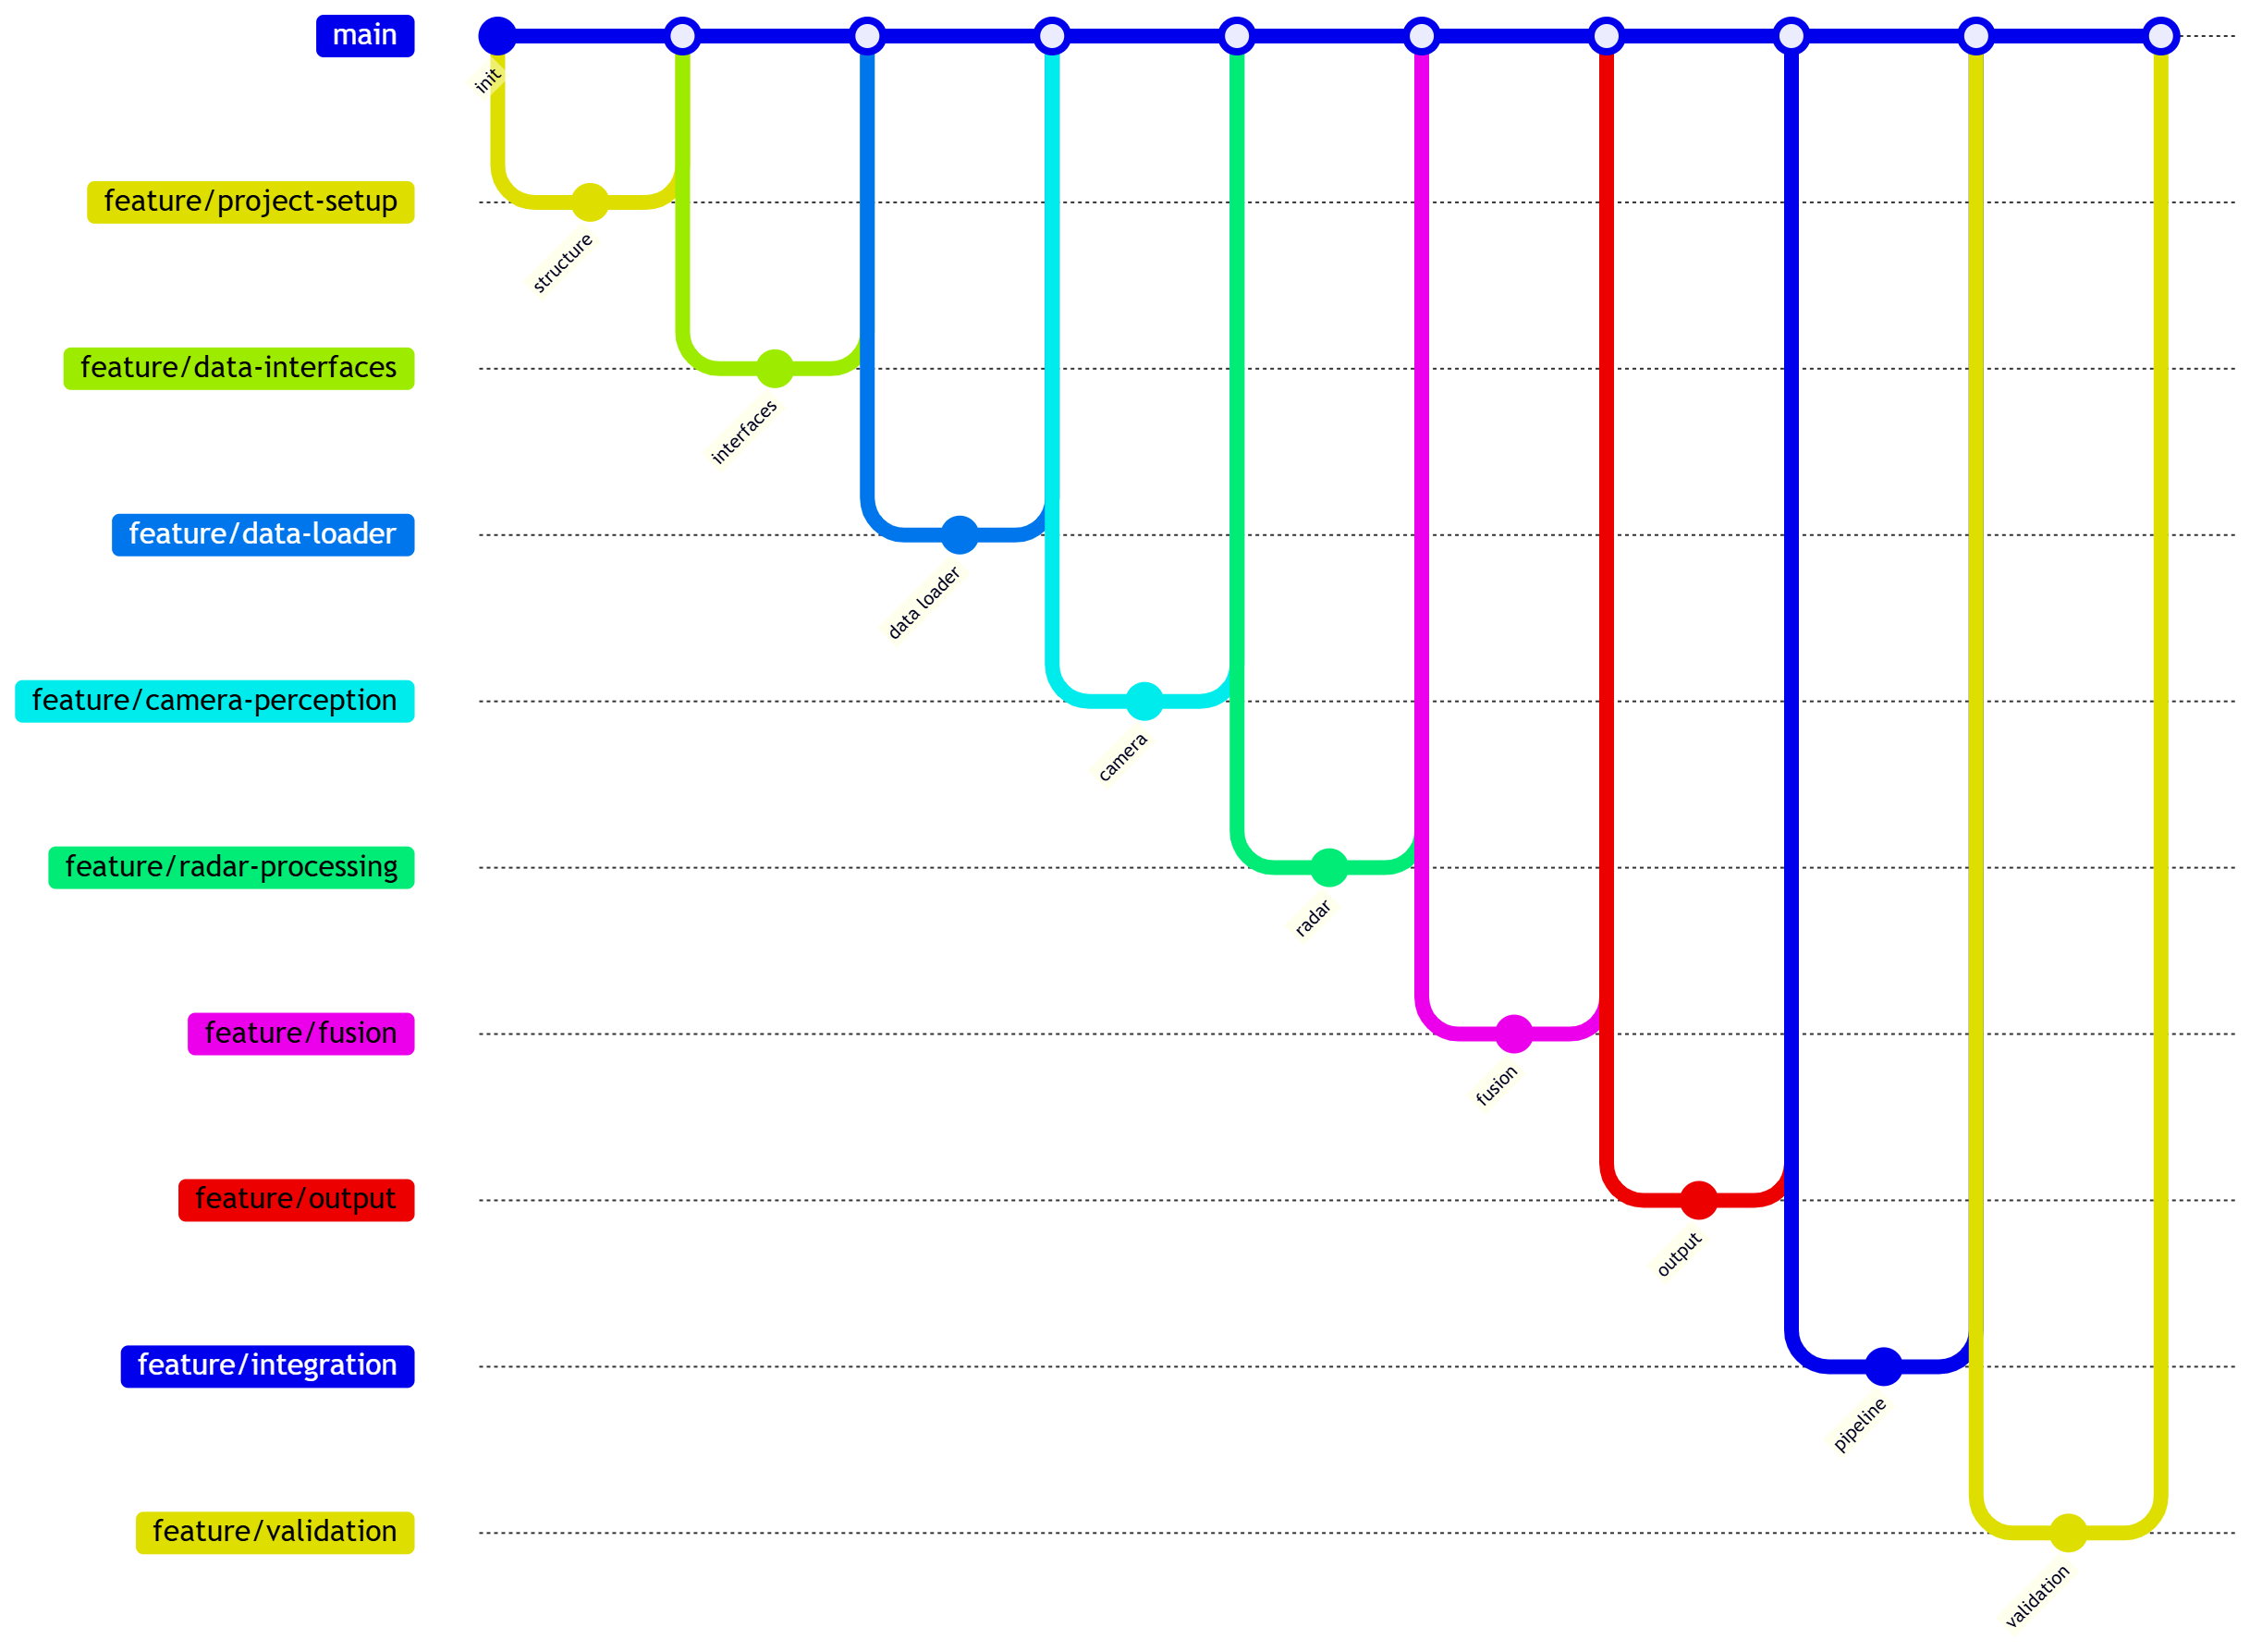 main
init
feature/project-setup
structure
feature/data-interfaces
interfaces
feature/data-loader
data loader
feature/camera-perception
camera
feature/radar-processing
radar
feature/fusion
fusion
feature/output
output
feature/integration
pipeline
feature/validation
validation